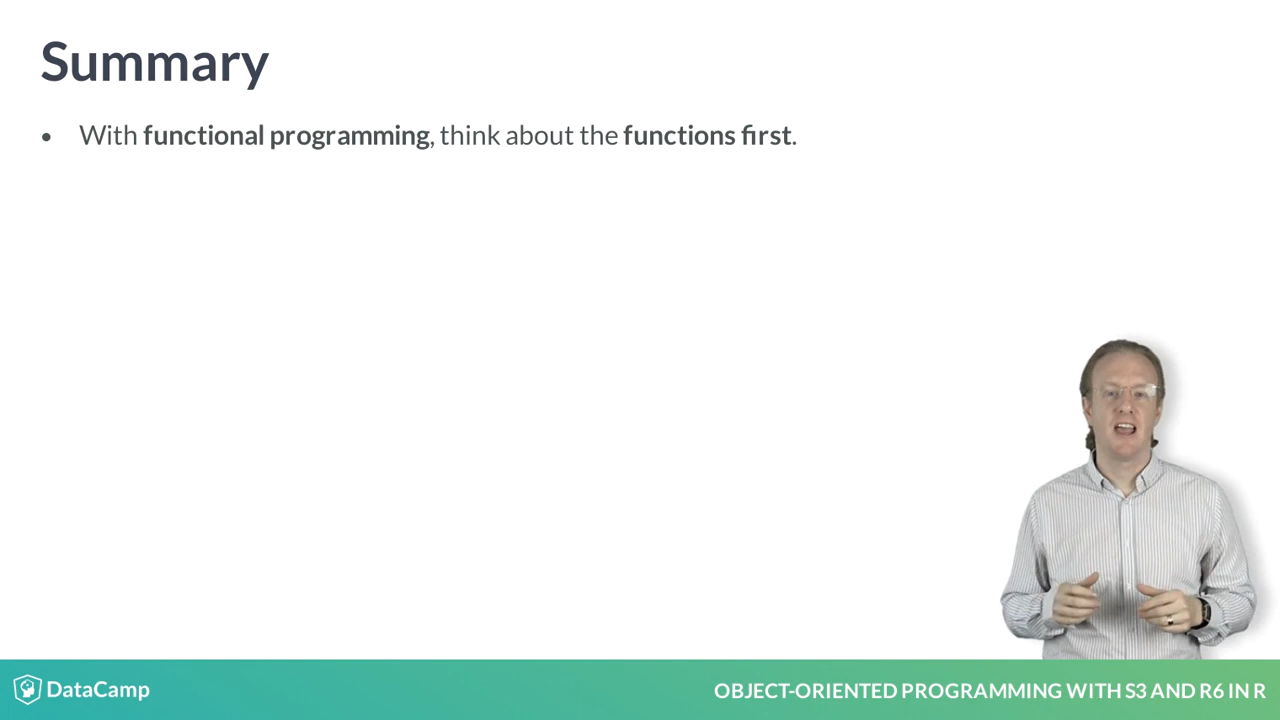 Summary
• With functional programming, think about the functions first.
DataCamp
OBJECT-ORIENTED PROGRAMMING WITH S3 AND R6 IN R